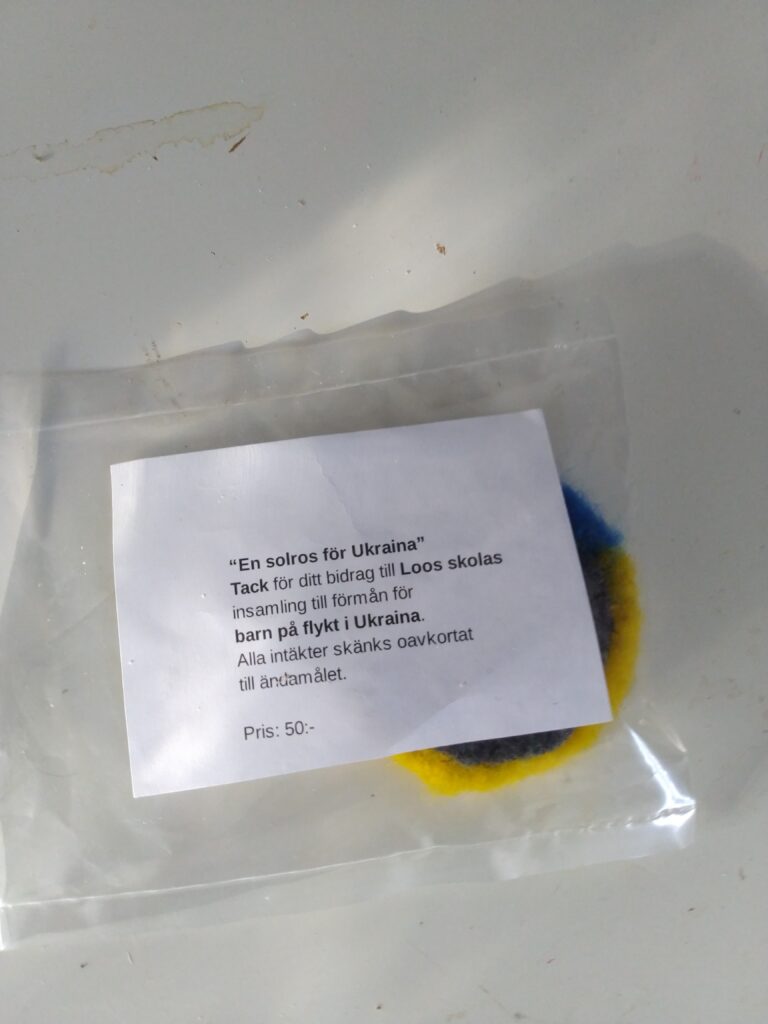 “En solros för Ukraina”
Tack för ditt bidrag till Loos skolas
insamling till förmån för
barn på flykt i Ukraina.
Alla intäkter skänks oavkortat
till ändamålet.
Pris: 50:-